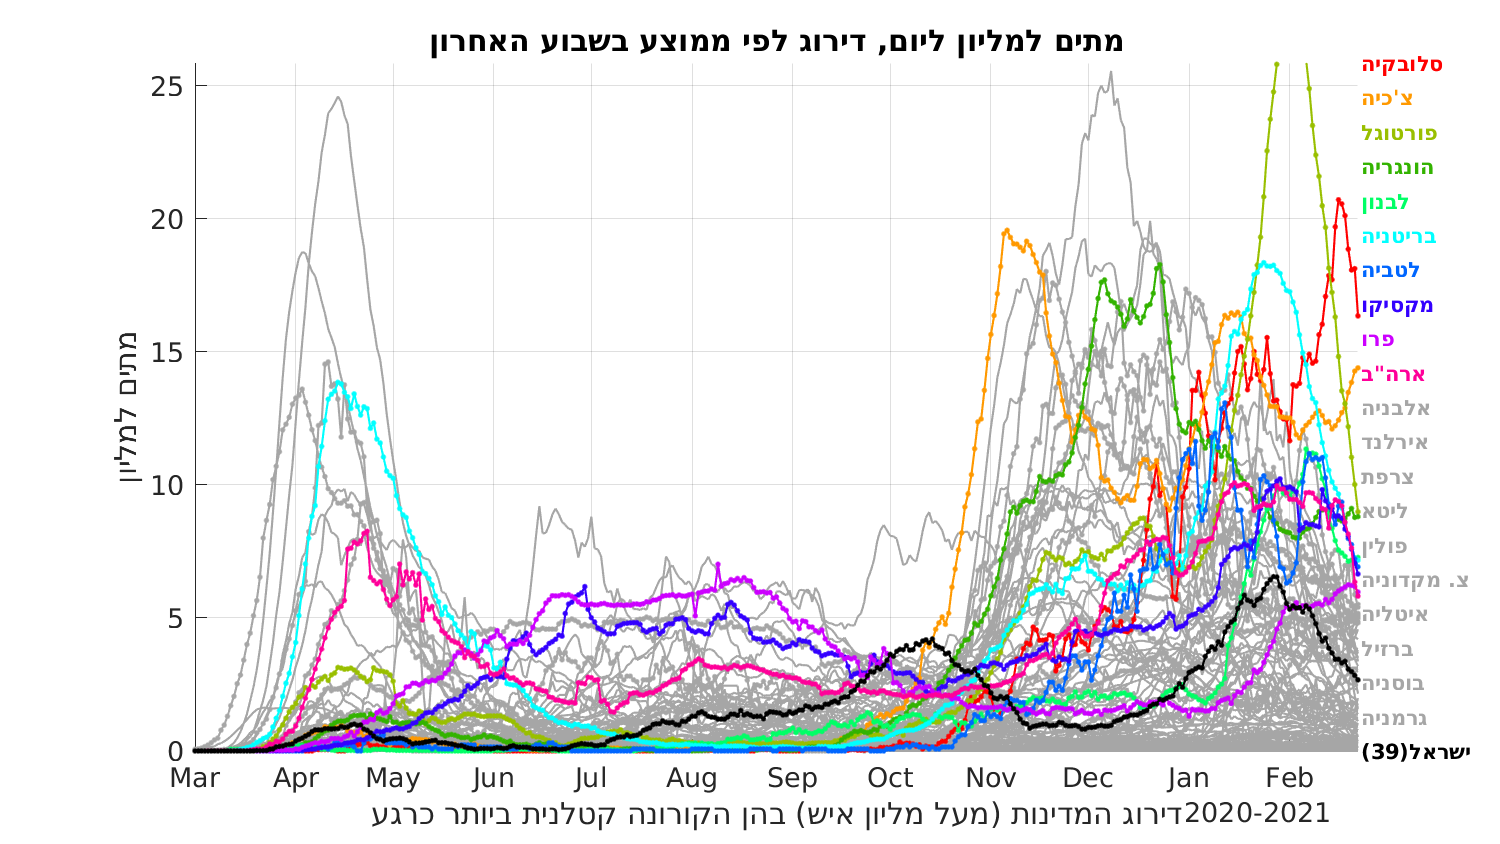 מתים למליון ליום, דירוג לפי ממוצע בשבוע האחרון
מתים למליון
25
20
15
10
5
0
Mar Apr May Jun Jul Aug Sep Oct Nov Dec Jan Feb
דירוג המדינות (מעל מליון איש) בהן הקורונה קטלנית ביותר כרגע2020-2021
סלובקיה
צ'כיה
פורטוגל
הונגריה
לבנון
בריטניה
לטביה
מקסיקו
פרו
ארה"ב
אלבניה
אירלנד
צרפת
ליטא
פולין
צ. מקדוניה
איטליה
ברזיל
בוסניה
גרמניה
ישראל(39)